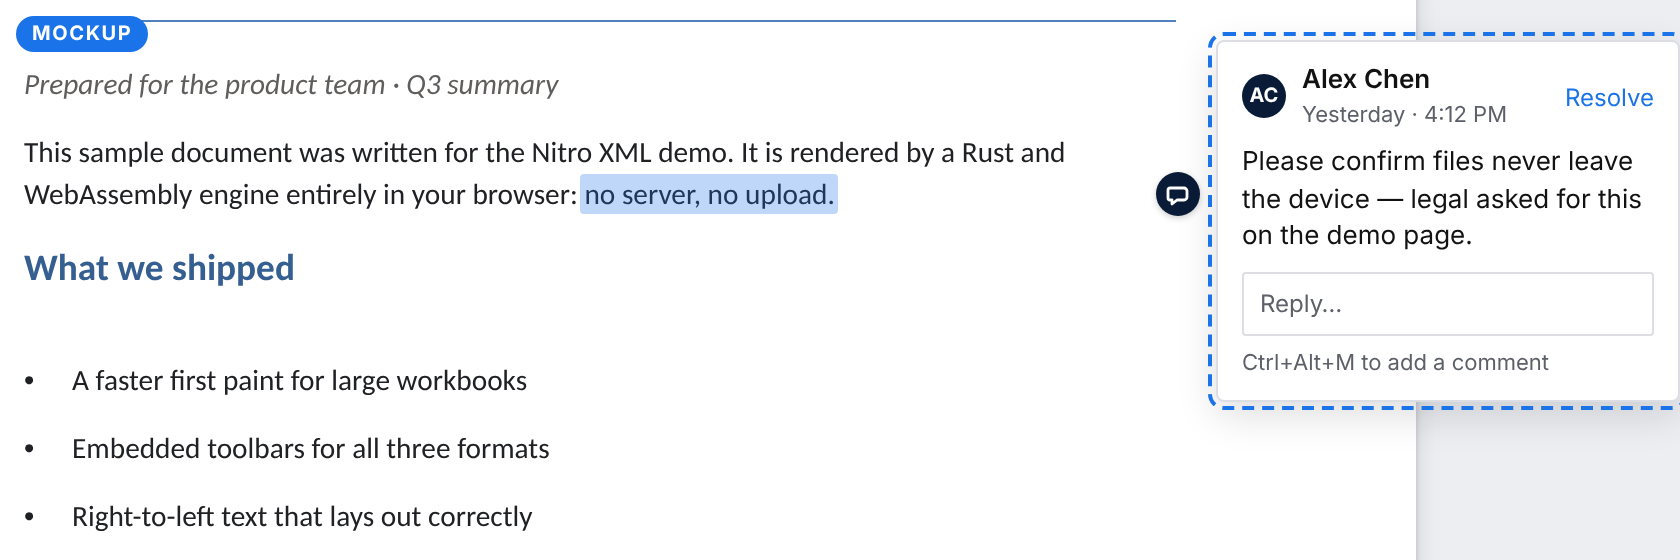 MOCKUP
Prepared for the product team · Q3 summary
This sample document was written for the Nitro XML demo. It is rendered by a Rust and
WebAssembly engine entirely in your browser: no server, no upload.
What we shipped
• A faster first paint for large workbooks
• Embedded toolbars for all three formats
• Right-to-left text that lays out correctly
AC
Alex Chen
Yesterday · 4:12 PM
Resolve
Please confirm files never leave
the device — legal asked for this
on the demo page.
Reply...
Ctrl+Alt+M to add a comment